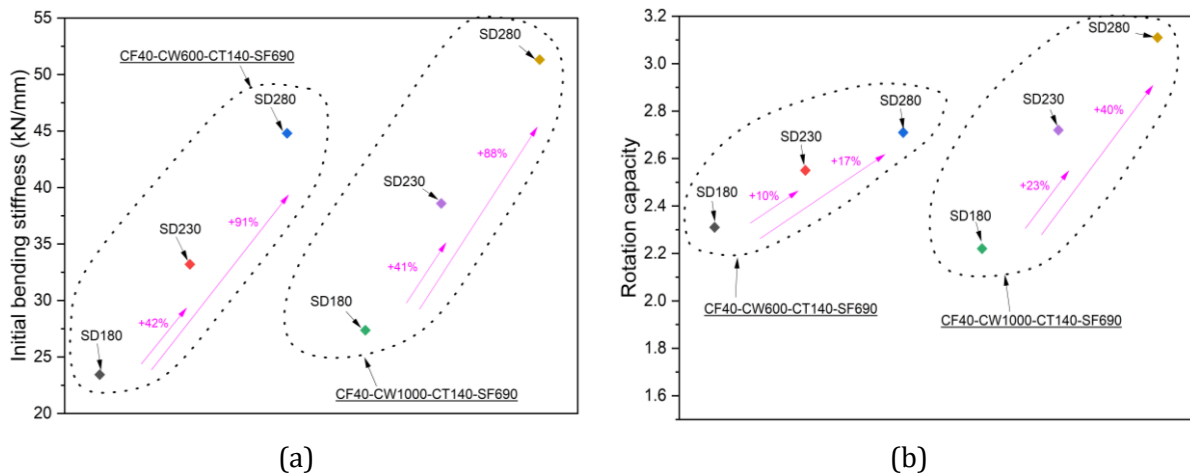 Initial bending stiffness (kN/mm)
55
50
45
40
35
30
25
20
CF40-CW600-CT140-SF690
SD280
SD230
SD180
+91%
+42%
SD280
SD230
SD180
+88%
+41%
CF40-CW1000-CT140-SF690
(a)
Rotation capacity
3.2
3.0
2.8
2.6
2.4
2.2
2.0
1.8
1.6
SD280
SD230
SD180
+17%
+10%
CF40-CW600-CT140-SF690
SD280
SD230
SD180
+40%
+23%
CF40-CW1000-CT140-SF690
(b)